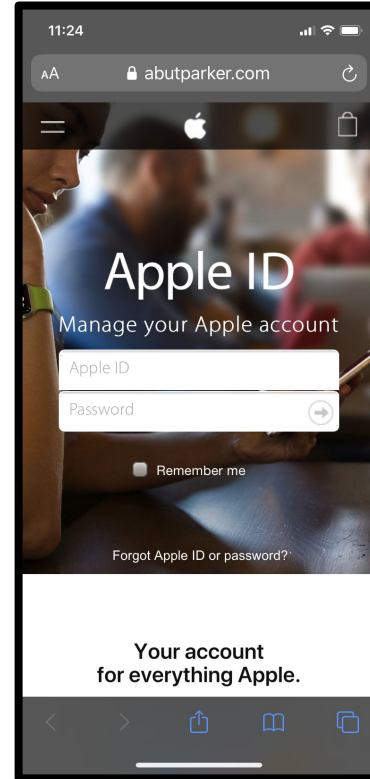 11:24
AA abutparker.com
Apple ID
Manage your Apple account
Apple ID
Password
Remember me
Forgot Apple ID or password?
Your account
for everything Apple.